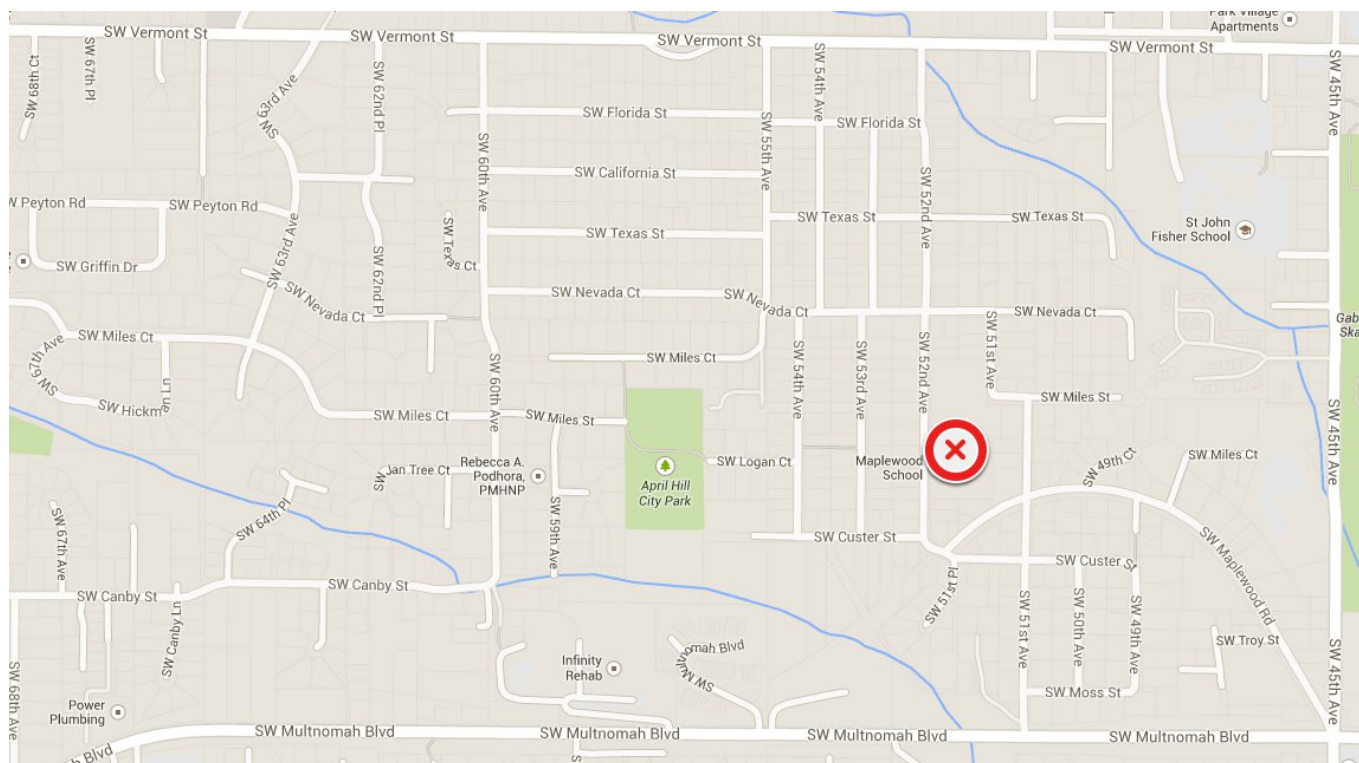 Park Village
Apartments
SW Vermont St
SW Vermont St
SW Vermont St
SW Vermont St
SW 68th Ct
SW 67th Pl
SW 63rd Ave
SW 62nd Pl
SW 60th Ave
SW 55th Ave
SW 54th Ave
SW 52nd Ave
SW 45th Ave
SW Florida St
SW Florida St
SW California St
SW Peyton Rd
SW Peyton Rd
SW Texas St
SW Texas St
SW Texas St
SW Texas Ct
St John
Fisher School
SW Griffin Dr
SW 63rd Ave
SW 62nd Pl
SW Nevada Ct
SW Nevada Ct
SW Nevada Ct
SW Nevada Ct
SW 51st Ave
Gab
Ska
SW Miles Ct
SW 67th Ave
SW Hickman Ln
SW Miles Ct
SW 60th Ave
SW 54th Ave
SW 53rd Ave
SW 52nd Ave
SW Miles St
SW 45th Ave
SW Miles Ct
SW Miles St
SW Jan Tree Ct
Rebecca A.
Podhora,
PMHNP
April Hill
City Park
SW Logan Ct
Maplewood
School
SW 49th Ct
SW Miles Ct
SW 64th Pl
SW 67th Ave
SW 59th Ave
SW Custer St
SW Custer St
SW Maplewood Rd
SW Canby St
SW Canby St
SW Canby Ln
SW 51st Pl
SW 51st Ave
SW 50th Ave
SW 49th Ave
SW Troy St
SW 45th Ave
SW 68th Ave
Infinity
Rehab
SW Multnomah Blvd
SW Moss St
Power
Plumbing
mah Blvd
SW Multnomah Blvd
SW Multnomah Blvd
SW Multnomah Blvd
SW Multnomah Blvd